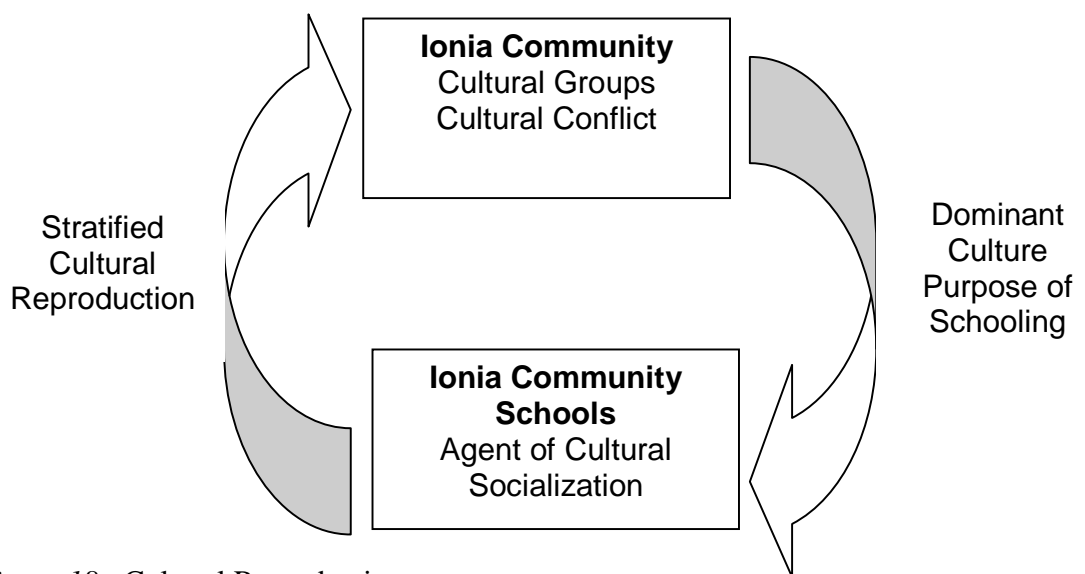 Ionia Community
Cultural Groups
Cultural Conflict
Stratified
Cultural
Reproduction
Dominant
Culture
Purpose of
Schooling
Ionia Community
Schools
Agent of Cultural
Socialization
Cultural Reproduction